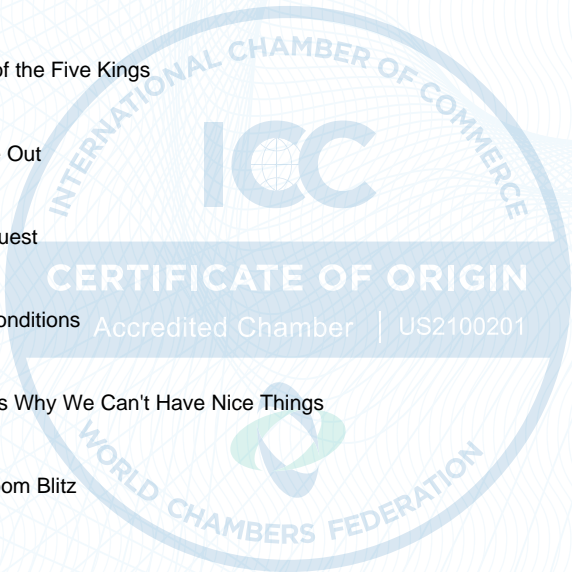 of the Five Kings
INTERNATIONAL CHAMBER OF COMMERCE
ICC
Out
CERTIFICATE OF ORIGIN
Accredited Chamber | US2100201
onditions
s Why We Can't Have Nice Things
om Blitz
WORLD CHAMBERS FEDERATION